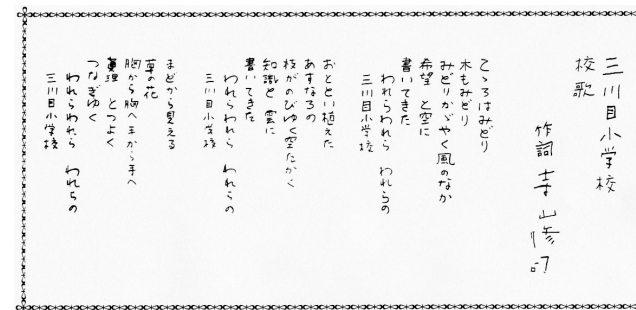 三川目小学校
校歌
作詞 寺山修司
こゝろはみどり
木もみどり
みどりかゞやく風のなか
希望 と空に
書いてきた
われらわれら われらの
三川目小学校
おとゝい植えた
あすなろの
枝がのびゆく空たかく
知識と 雲に
書いてきた
われらわれら われらの
三川目小学校
まどから見える
草の花
胸から胸へ手から手へ
真理 とつよく
つなぎゆく
われらわれら われらの
三川目小学校